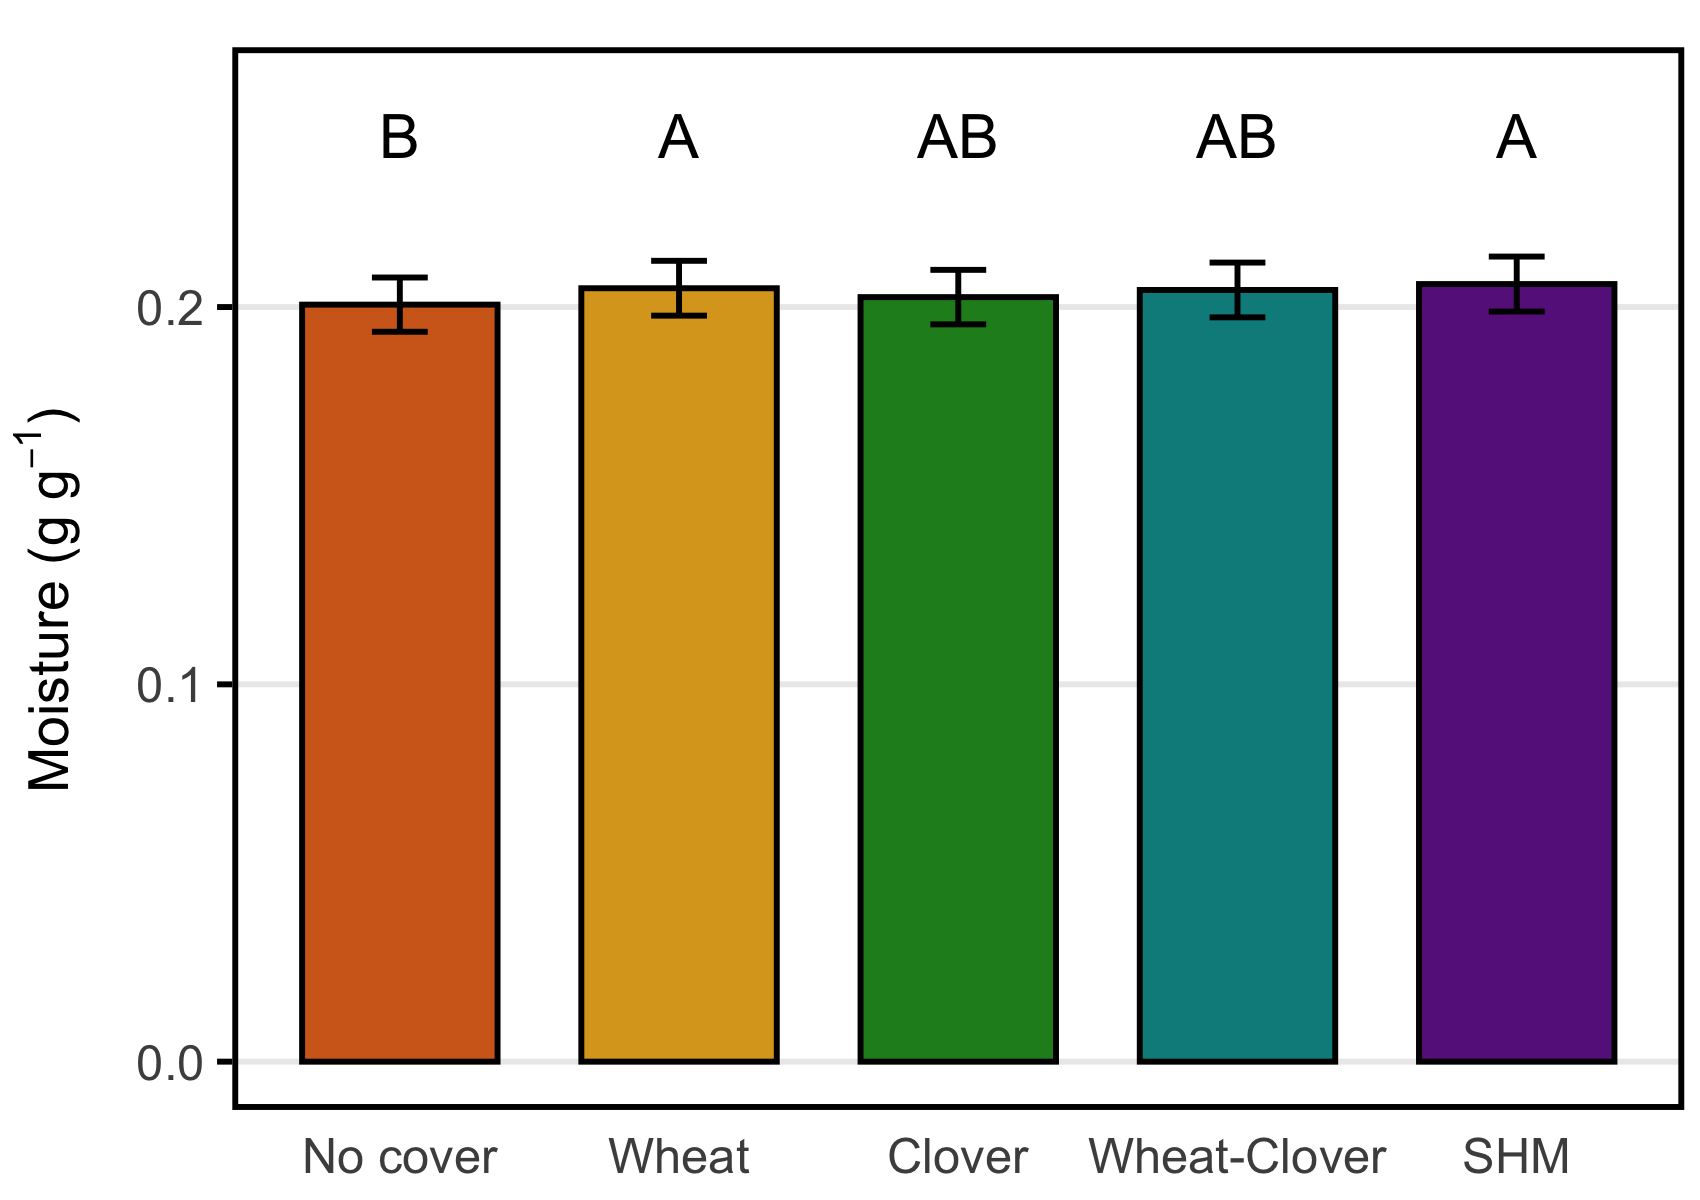 B A AB AB A
0.2
0.1
0.0
Moisture (g g⁻¹)
No cover Wheat Clover Wheat-Clover SHM